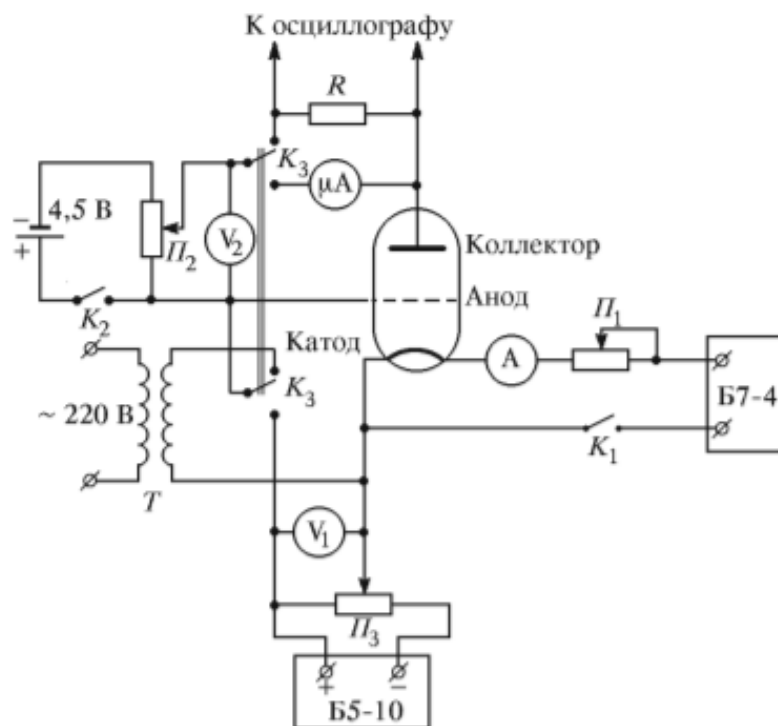 К осциллографу
R
K₃
μA
4,5 В
−
+
П₂
V₂
Коллектор
Анод
K₂
Катод
П₁
A
Б7-4
K₃
~ 220 В
K₁
T
V₁
П₃
+ −
Б5-10